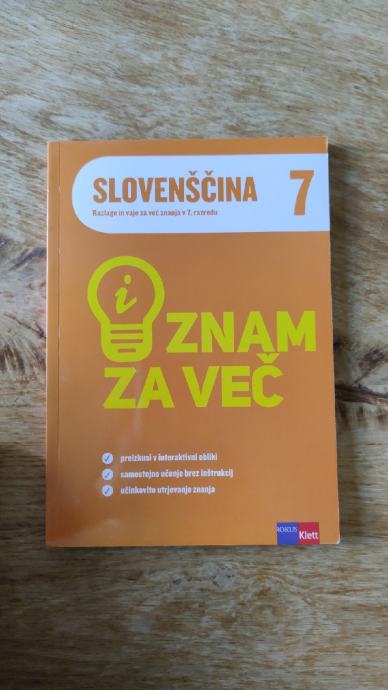 SLOVENŠČINA 7
Razlage in vaje za več znanja v 7. razredu
i ZNAM
ZA VEČ
preizkusi v interaktivni obliki
samostojno učenje brez inštrukcij
učinkovito utrjevanje znanja
ROKUS Klett